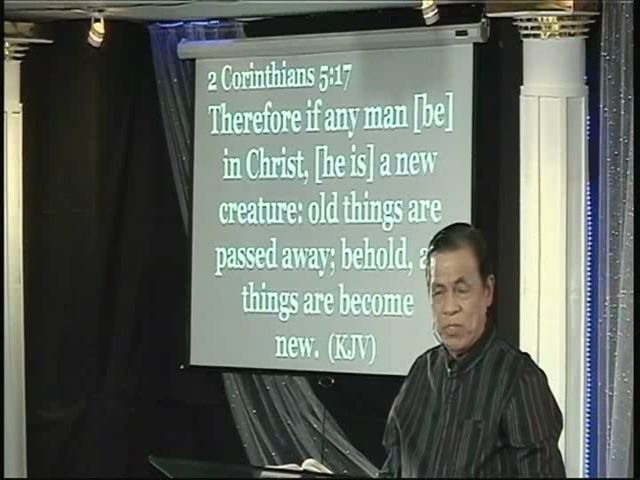 2 Corinthians 5:17
Therefore if any man [be]
in Christ, [he is] a new
creature: old things are
passed away; behold,
things are become
new. (KJV)